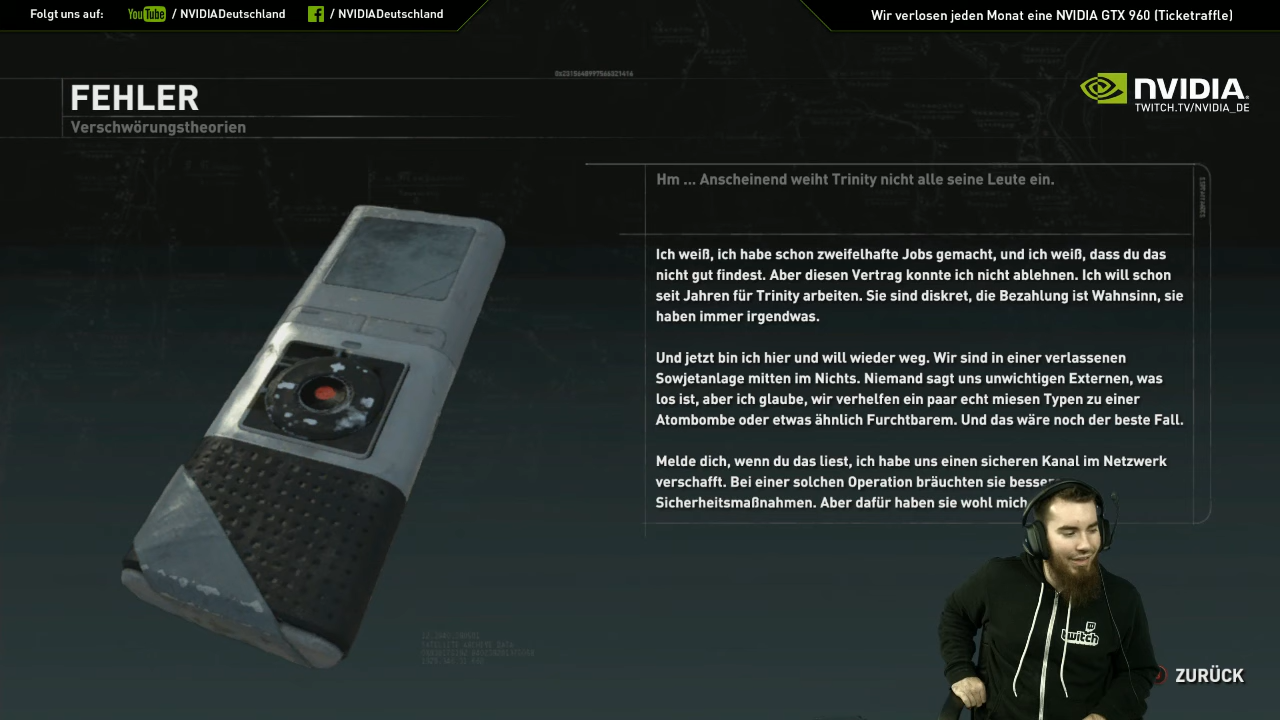 Folgt uns auf: YouTube / NVIDIADeutschland / NVIDIADeutschland
Wir verlosen jeden Monat eine NVIDIA GTX 960 (Ticketraffle)
FEHLER
Verschwörungstheorien
NVIDIA
TWITCH.TV/NVIDIA_DE
Hm ... Anscheinend weiht Trinity nicht alle seine Leute ein.
Ich weiß, ich habe schon zweifelhafte Jobs gemacht, und ich weiß, dass du das
nicht gut findest. Aber diesen Vertrag konnte ich nicht ablehnen. Ich will schon
seit Jahren für Trinity arbeiten. Sie sind diskret, die Bezahlung ist Wahnsinn, sie
haben immer irgendwas.
Und jetzt bin ich hier und will wieder weg. Wir sind in einer verlassenen
Sowjetanlage mitten im Nichts. Niemand sagt uns unwichtigen Externen, was
los ist, aber ich glaube, wir verhelfen ein paar echt miesen Typen zu einer
Atombombe oder etwas ähnlich Furchtbarem. Und das wäre noch der beste Fall.
Melde dich, wenn du das liest, ich habe uns einen sicheren Kanal im Netzwerk
verschafft. Bei einer solchen Operation bräuchten sie besser
Sicherheitsmaßnahmen. Aber dafür haben sie wohl mich
twitch
ZURÜCK